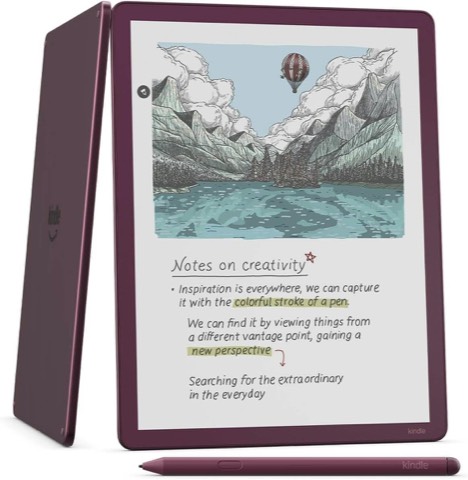 kindle
Notes on creativity
• Inspiration is everywhere, we can capture
it with the colorful stroke of a pen.
We can find it by viewing things from
a different vantage point, gaining a
new perspective
Searching for the extraordinary
in the everyday
kindle
kindle